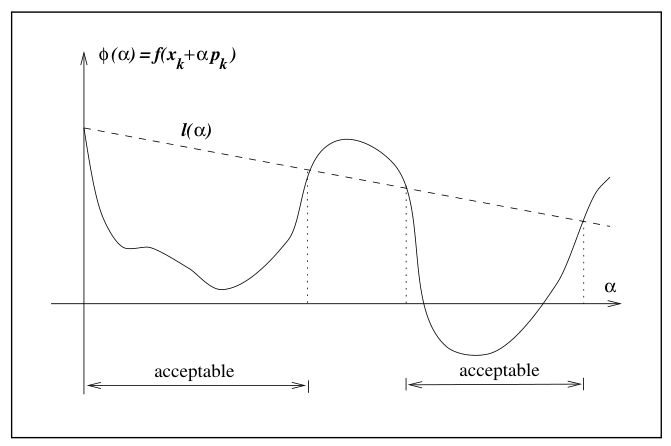 ϕ(α) = f(x_k+αp_k)
l(α)
α
acceptable
acceptable